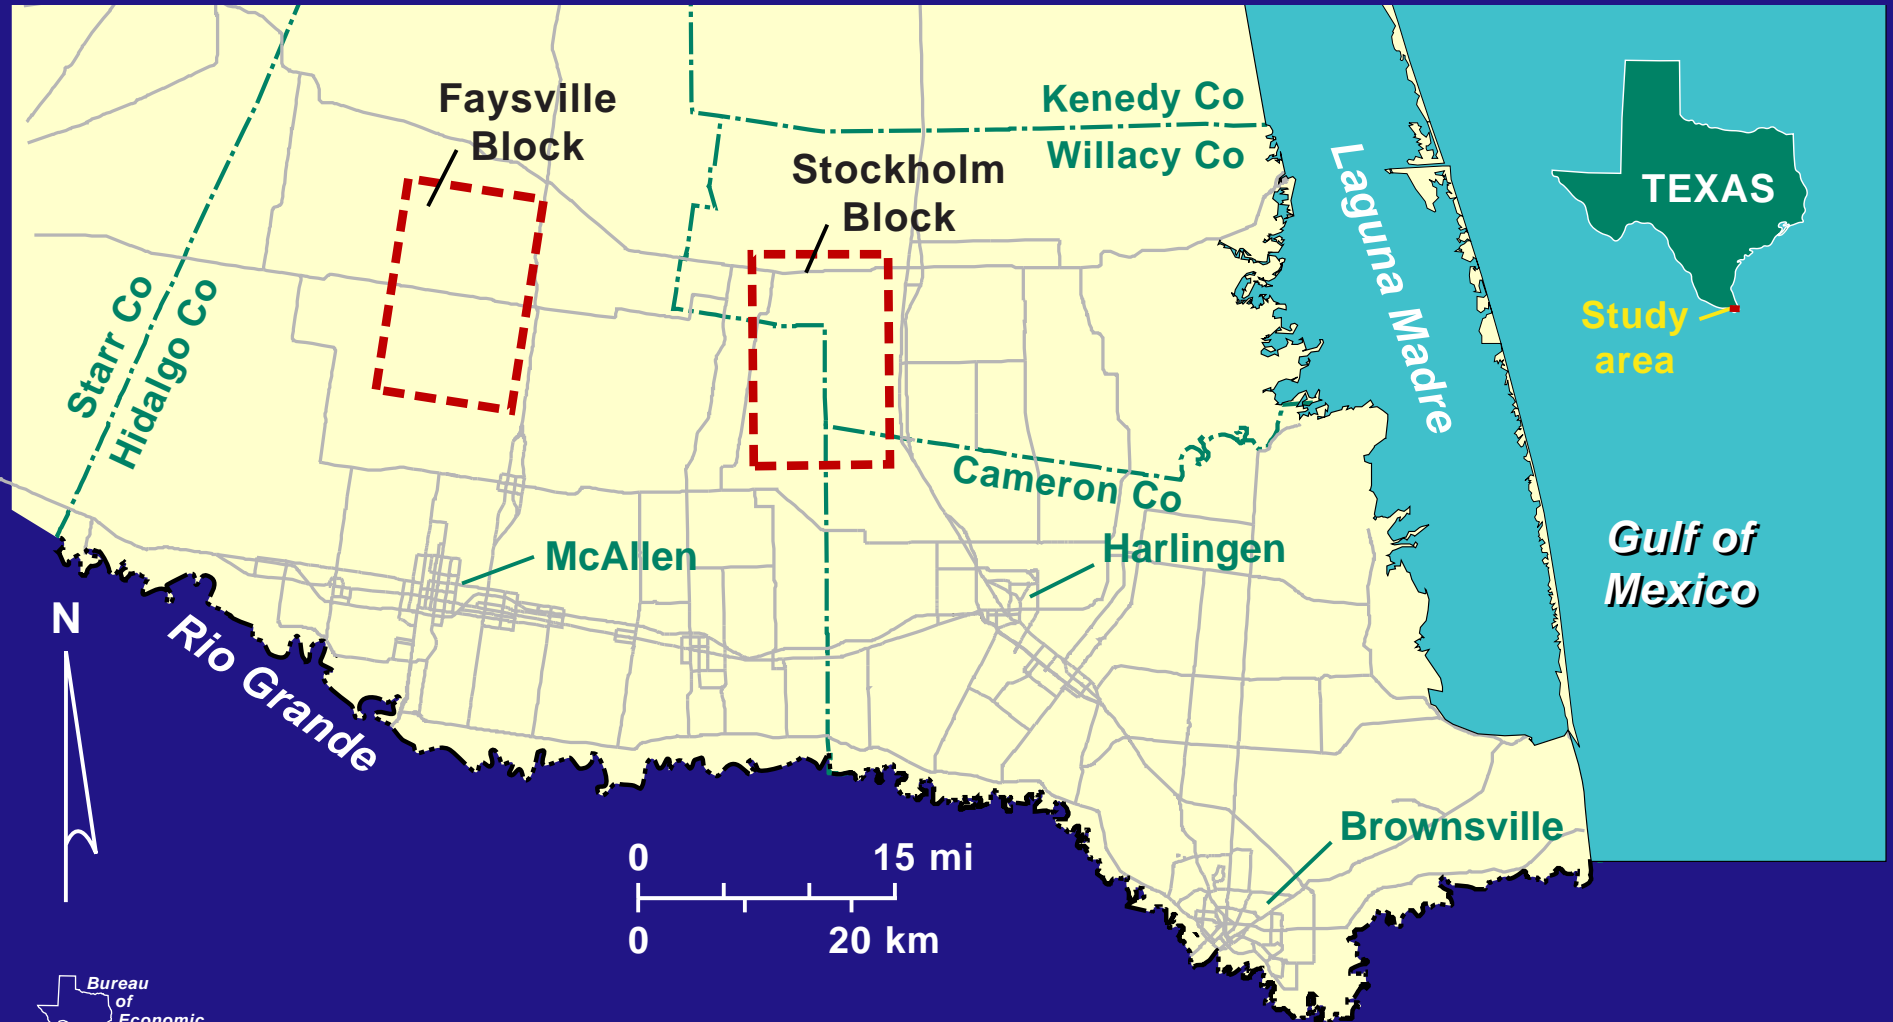 Faysville
Block
Kenedy Co
Willacy Co
Stockholm
Block
Laguna Madre
TEXAS
Study
area
Starr Co
Hidalgo Co
Cameron Co
McAllen
Harlingen
Gulf of
Mexico
N
Rio Grande
Brownsville
0
15 mi
0
20 km
Bureau
of
Economic